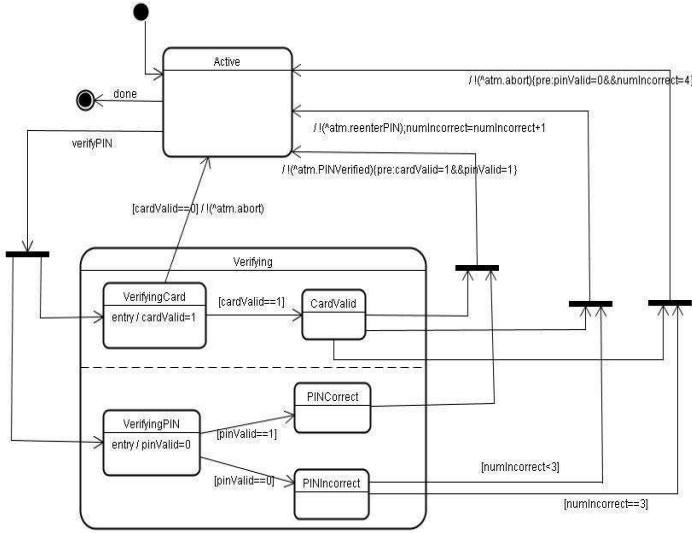 Active
/ !(^atm.abort){pre:pinValid=0&&numIncorrect=4}
done
/ !(^atm.reenterPIN);numIncorrect=numIncorrect+1
verifyPIN
/ !(^atm.PINVerified){pre:cardValid=1&&pinValid=1}
[cardValid==0] / !(^atm.abort)
Verifying
VerifyingCard
entry / cardValid=1
[cardValid==1]
CardValid
PINCorrect
VerifyingPIN
entry / pinValid=0
[pinValid==1]
[pinValid==0]
PINIncorrect
[numIncorrect<3]
[numIncorrect==3]